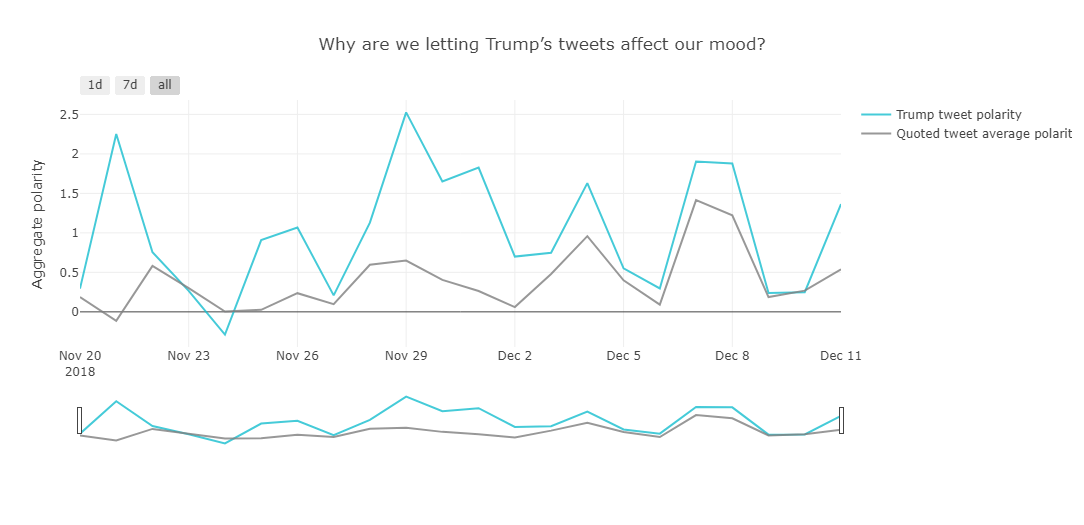 Why are we letting Trump’s tweets affect our mood?
1d 7d all
Trump tweet polarity
Quoted tweet average polarit
Aggregate polarity
2.5
2
1.5
1
0.5
0
Nov 20 Nov 23 Nov 26 Nov 29 Dec 2 Dec 5 Dec 8 Dec 11
2018